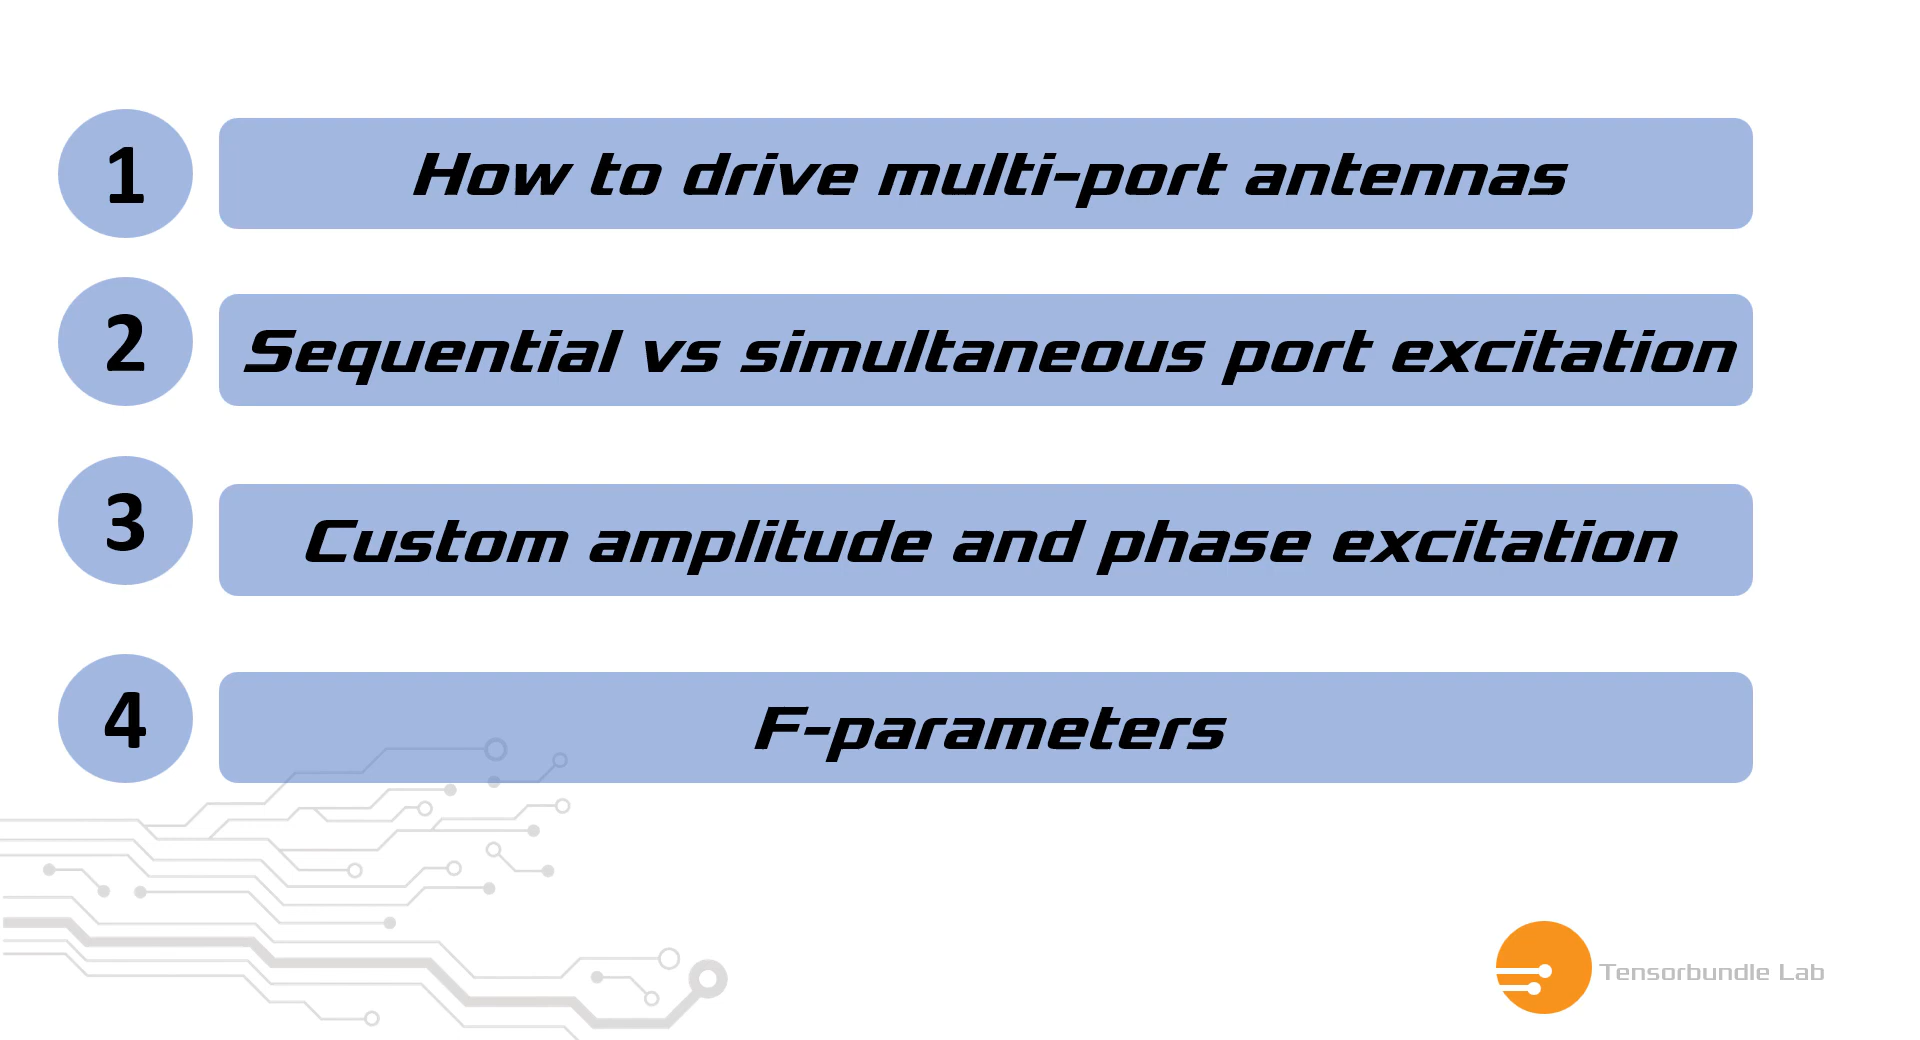 1
How to drive multi-port antennas
2
Sequential vs simultaneous port excitation
3
Custom amplitude and phase excitation
4
F-parameters
Tensorbundle Lab